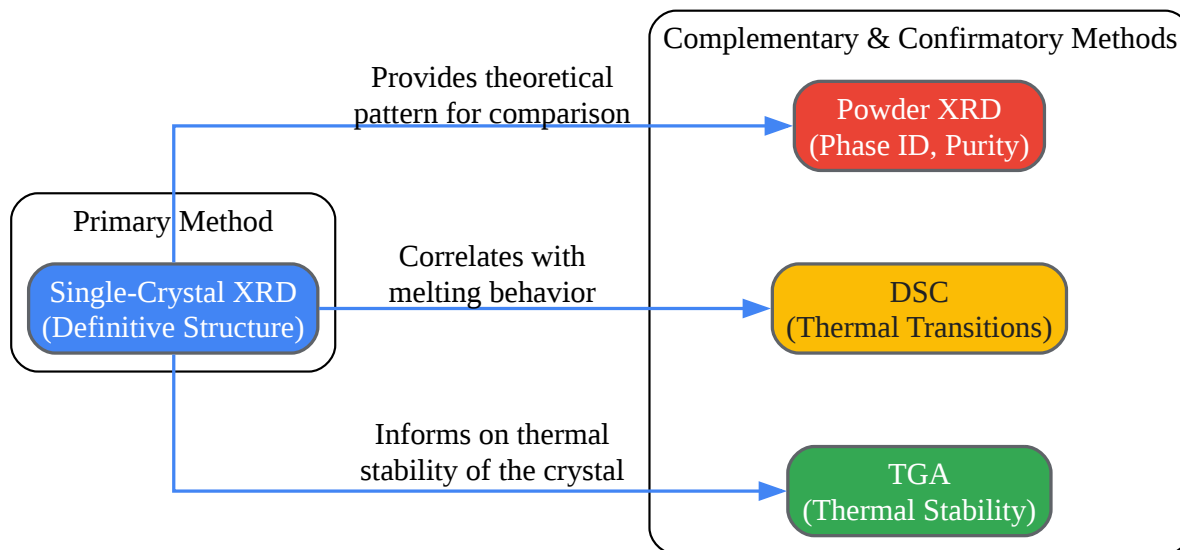 Complementary & Confirmatory Methods
Provides theoretical
pattern for comparison
Powder XRD
(Phase ID, Purity)
Primary Method
Single-Crystal XRD
(Definitive Structure)
Correlates with
melting behavior
DSC
(Thermal Transitions)
Informs on thermal
stability of the crystal
TGA
(Thermal Stability)